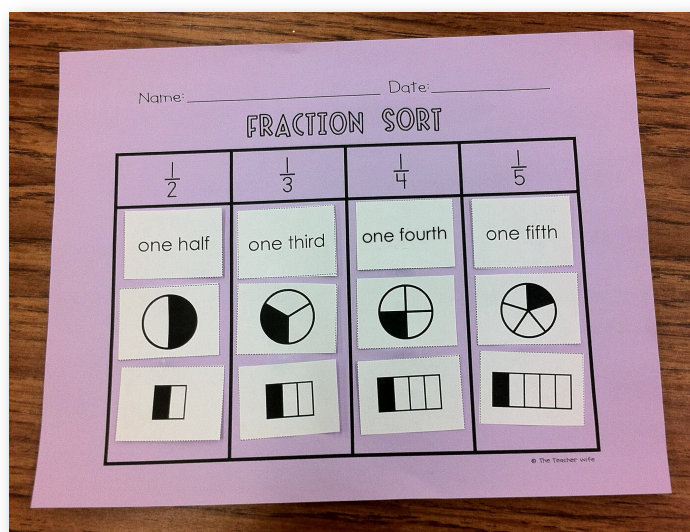 Name: Date:
FRACTION SORT
1/2 1/3 1/4 1/5
one half one third one fourth one fifth
© The Teacher Wife